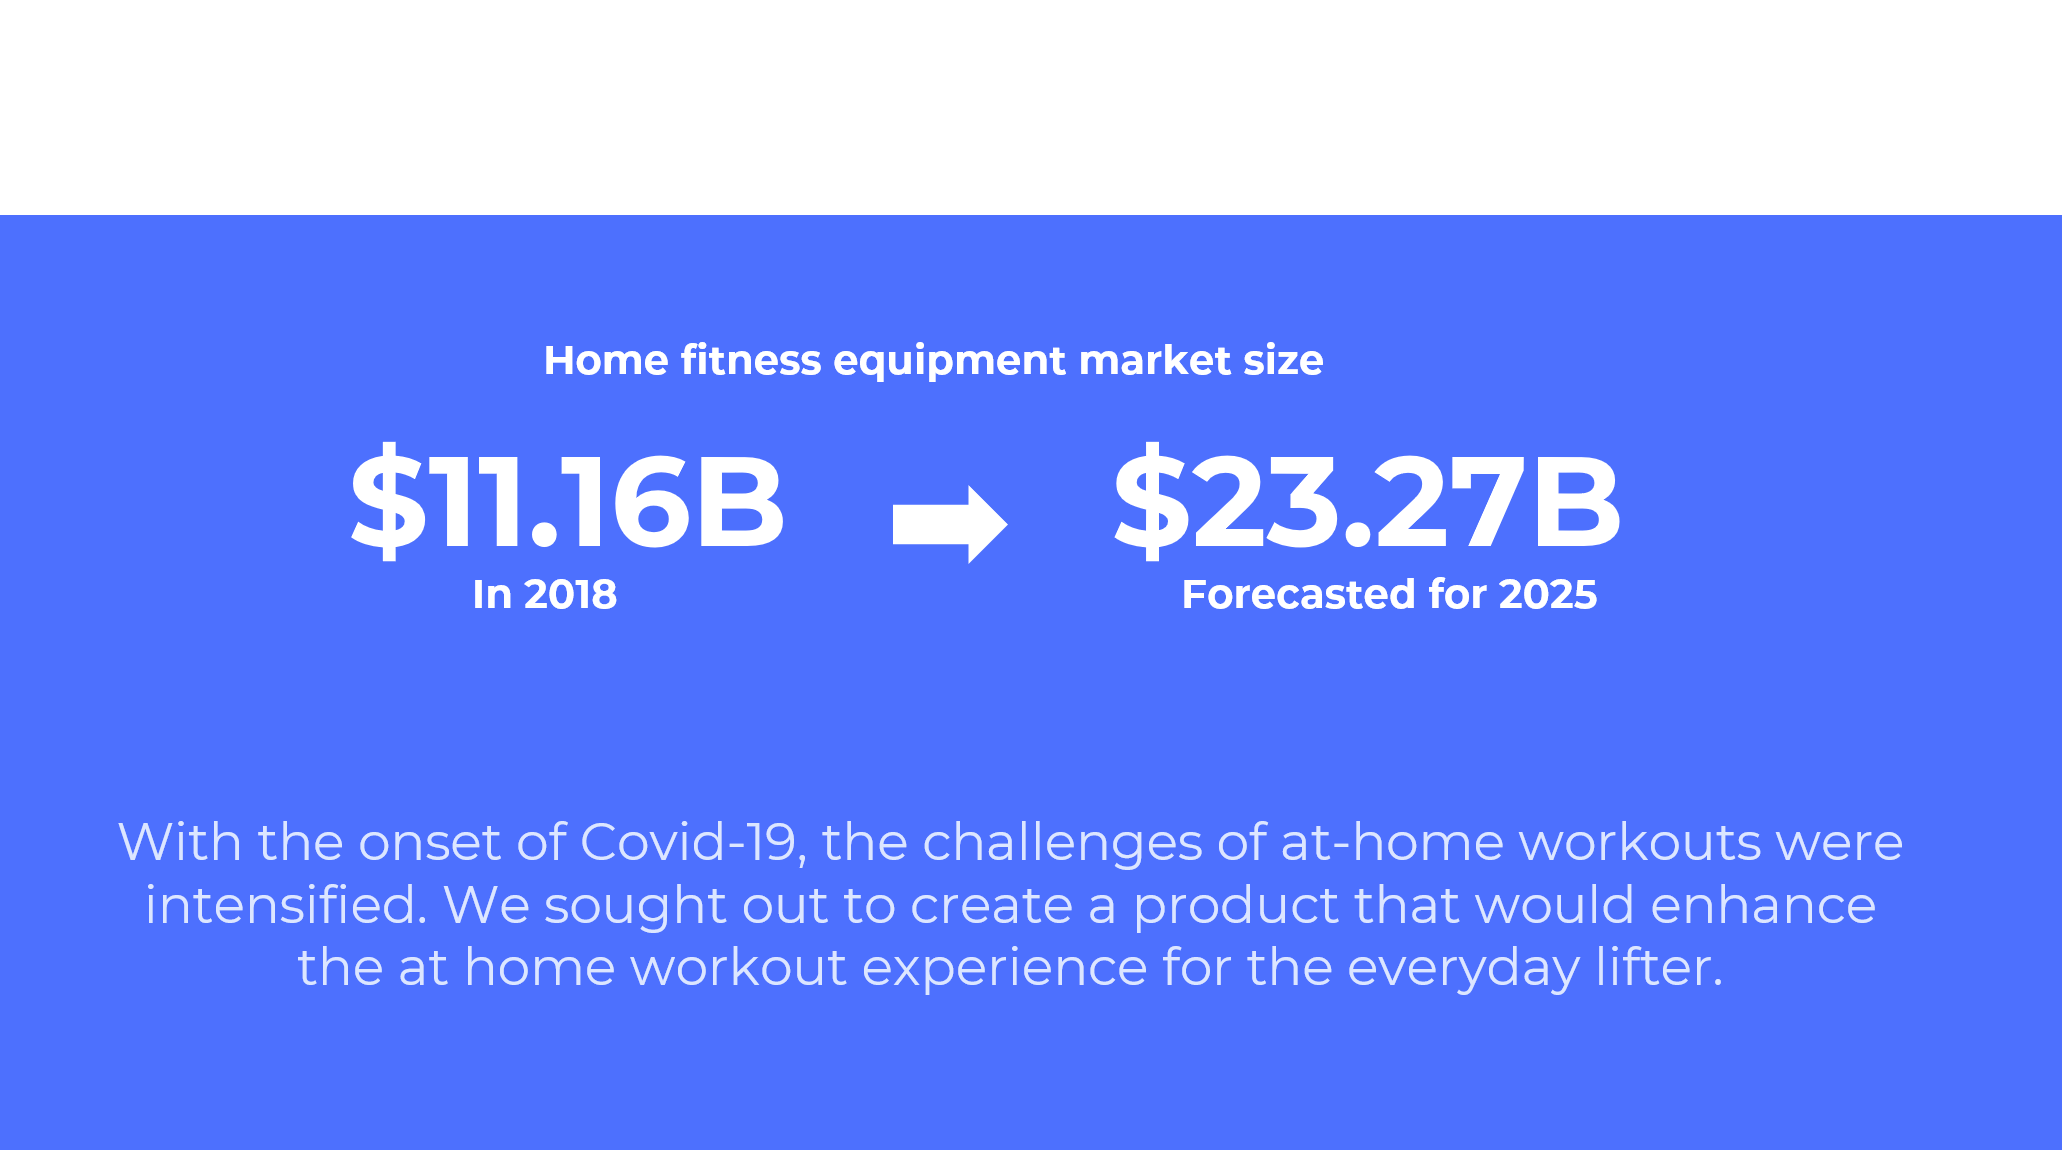 Home fitness equipment market size
$11.16B
$23.27B
In 2018
Forecasted for 2025
With the onset of Covid-19, the challenges of at-home workouts were
intensified. We sought out to create a product that would enhance
the at home workout experience for the everyday lifter.